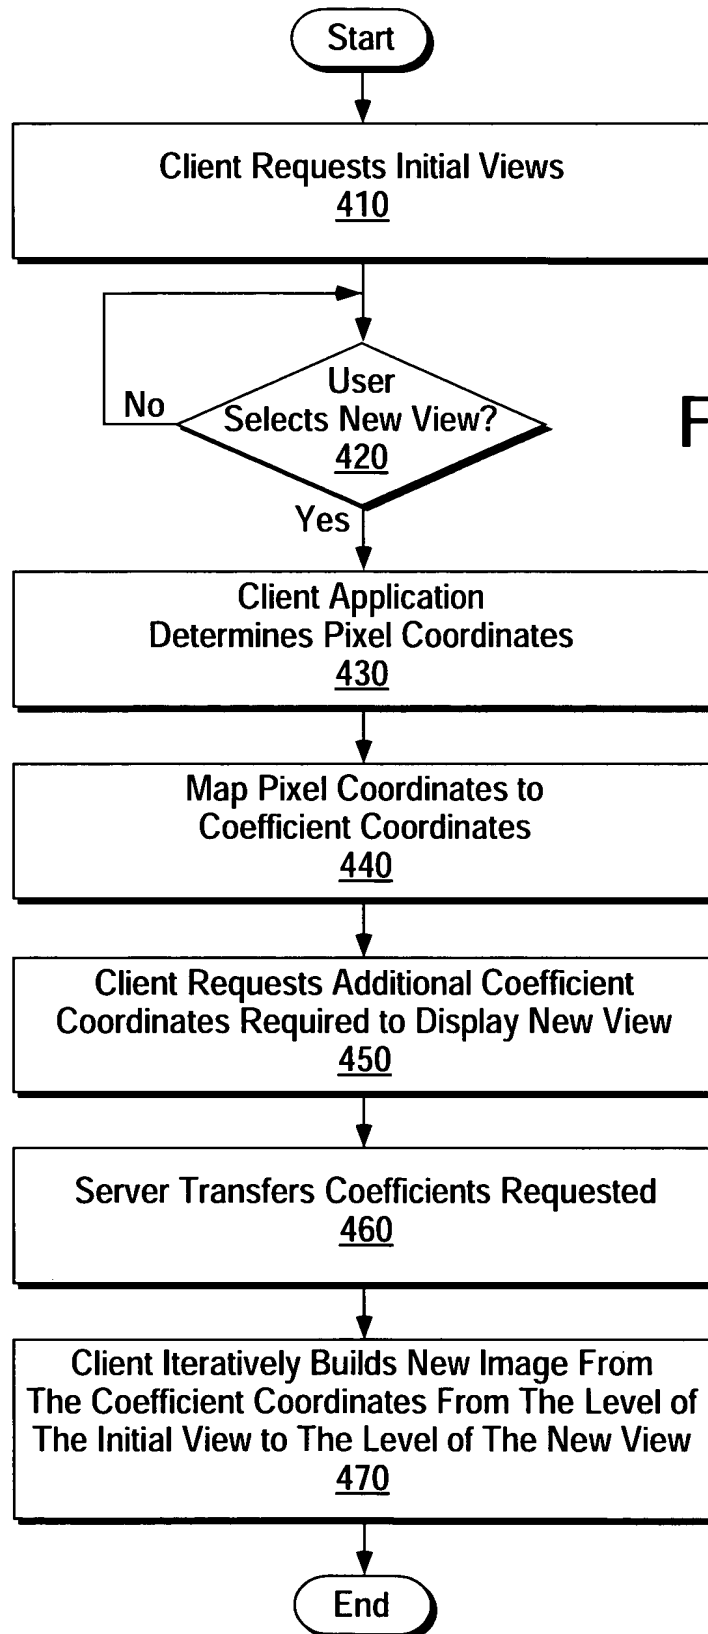 Start
Client Requests Initial Views
410
User
Selects New View?
420
No
F
Yes
Client Application
Determines Pixel Coordinates
430
Map Pixel Coordinates to
Coefficient Coordinates
440
Client Requests Additional Coefficient
Coordinates Required to Display New View
450
Server Transfers Coefficients Requested
460
Client Iteratively Builds New Image From
The Coefficient Coordinates From The Level of
The Initial View to The Level of The New View
470
End